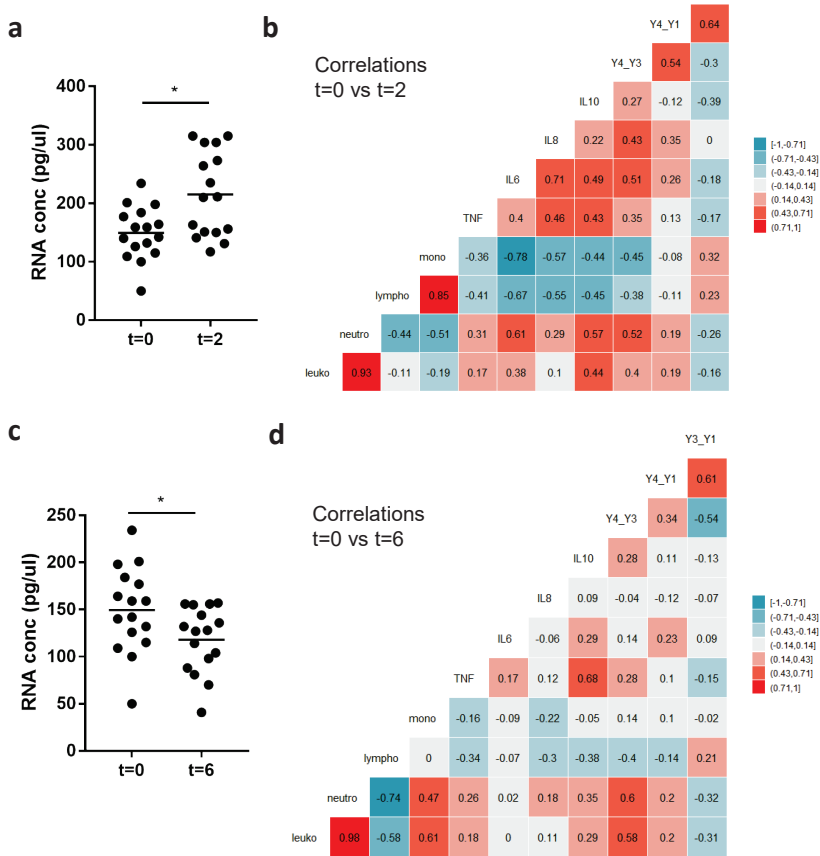 a
RNA conc (pg/ul)
*
400
300
200
100
0
t=0
t=2
b
Correlations
t=0 vs t=2
Y4_Y1 0.64
Y4_Y3 0.54 -0.3
IL10 0.27 -0.12 -0.39
IL8 0.22 0.43 0.35 0
IL6 0.71 0.49 0.51 0.26 -0.18
TNF 0.4 0.46 0.43 0.35 0.13 -0.17
mono -0.36 -0.78 -0.57 -0.44 -0.45 -0.08 0.32
lympho 0.85 -0.41 -0.67 -0.55 -0.45 -0.38 -0.11 0.23
neutro -0.44 -0.51 0.31 0.61 0.29 0.57 0.52 0.19 -0.26
leuko 0.93 -0.11 -0.19 0.17 0.38 0.1 0.44 0.4 0.19 -0.16
[-1,-0.71]
(-0.71,-0.43]
(-0.43,-0.14]
(-0.14,0.14]
(0.14,0.43]
(0.43,0.71]
(0.71,1]
c
RNA conc (pg/ul)
*
250
200
150
100
50
0
t=0
t=6
d
Correlations
t=0 vs t=6
Y3_Y1
Y4_Y1 0.61
Y4_Y3 0.34 -0.54
IL10 0.28 0.11 -0.13
IL8 0.09 -0.04 -0.12 -0.07
IL6 -0.06 0.29 0.14 0.23 0.09
TNF 0.17 0.12 0.68 0.28 0.1 -0.15
mono -0.16 -0.09 -0.22 -0.05 0.14 0.1 -0.02
lympho 0 -0.34 -0.07 -0.3 -0.38 -0.4 -0.14 0.21
neutro -0.74 0.47 0.26 0.02 0.18 0.35 0.6 0.2 -0.32
leuko 0.98 -0.58 0.61 0.18 0 0.11 0.29 0.58 0.2 -0.31
[-1,-0.71]
(-0.71,-0.43]
(-0.43,-0.14]
(-0.14,0.14]
(0.14,0.43]
(0.43,0.71]
(0.71,1]